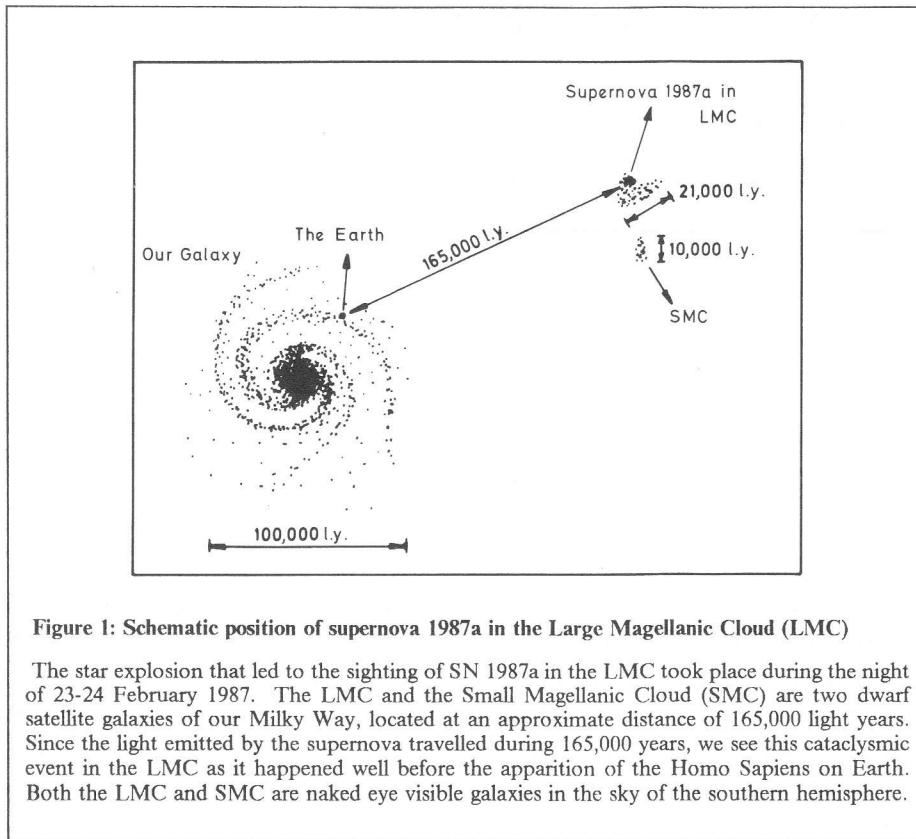 Supernova 1987a in
LMC
21,000 l.y.
The Earth
165,000 l.y.
Our Galaxy
10,000 l.y.
SMC
100,000 l.y.
Figure 1: Schematic position of supernova 1987a in the Large Magellanic Cloud (LMC)
The star explosion that led to the sighting of SN 1987a in the LMC took place during the night
of 23-24 February 1987. The LMC and the Small Magellanic Cloud (SMC) are two dwarf
satellite galaxies of our Milky Way, located at an approximate distance of 165,000 light years.
Since the light emitted by the supernova travelled during 165,000 years, we see this cataclysmic
event in the LMC as it happened well before the apparition of the Homo Sapiens on Earth.
Both the LMC and SMC are naked eye visible galaxies in the sky of the southern hemisphere.